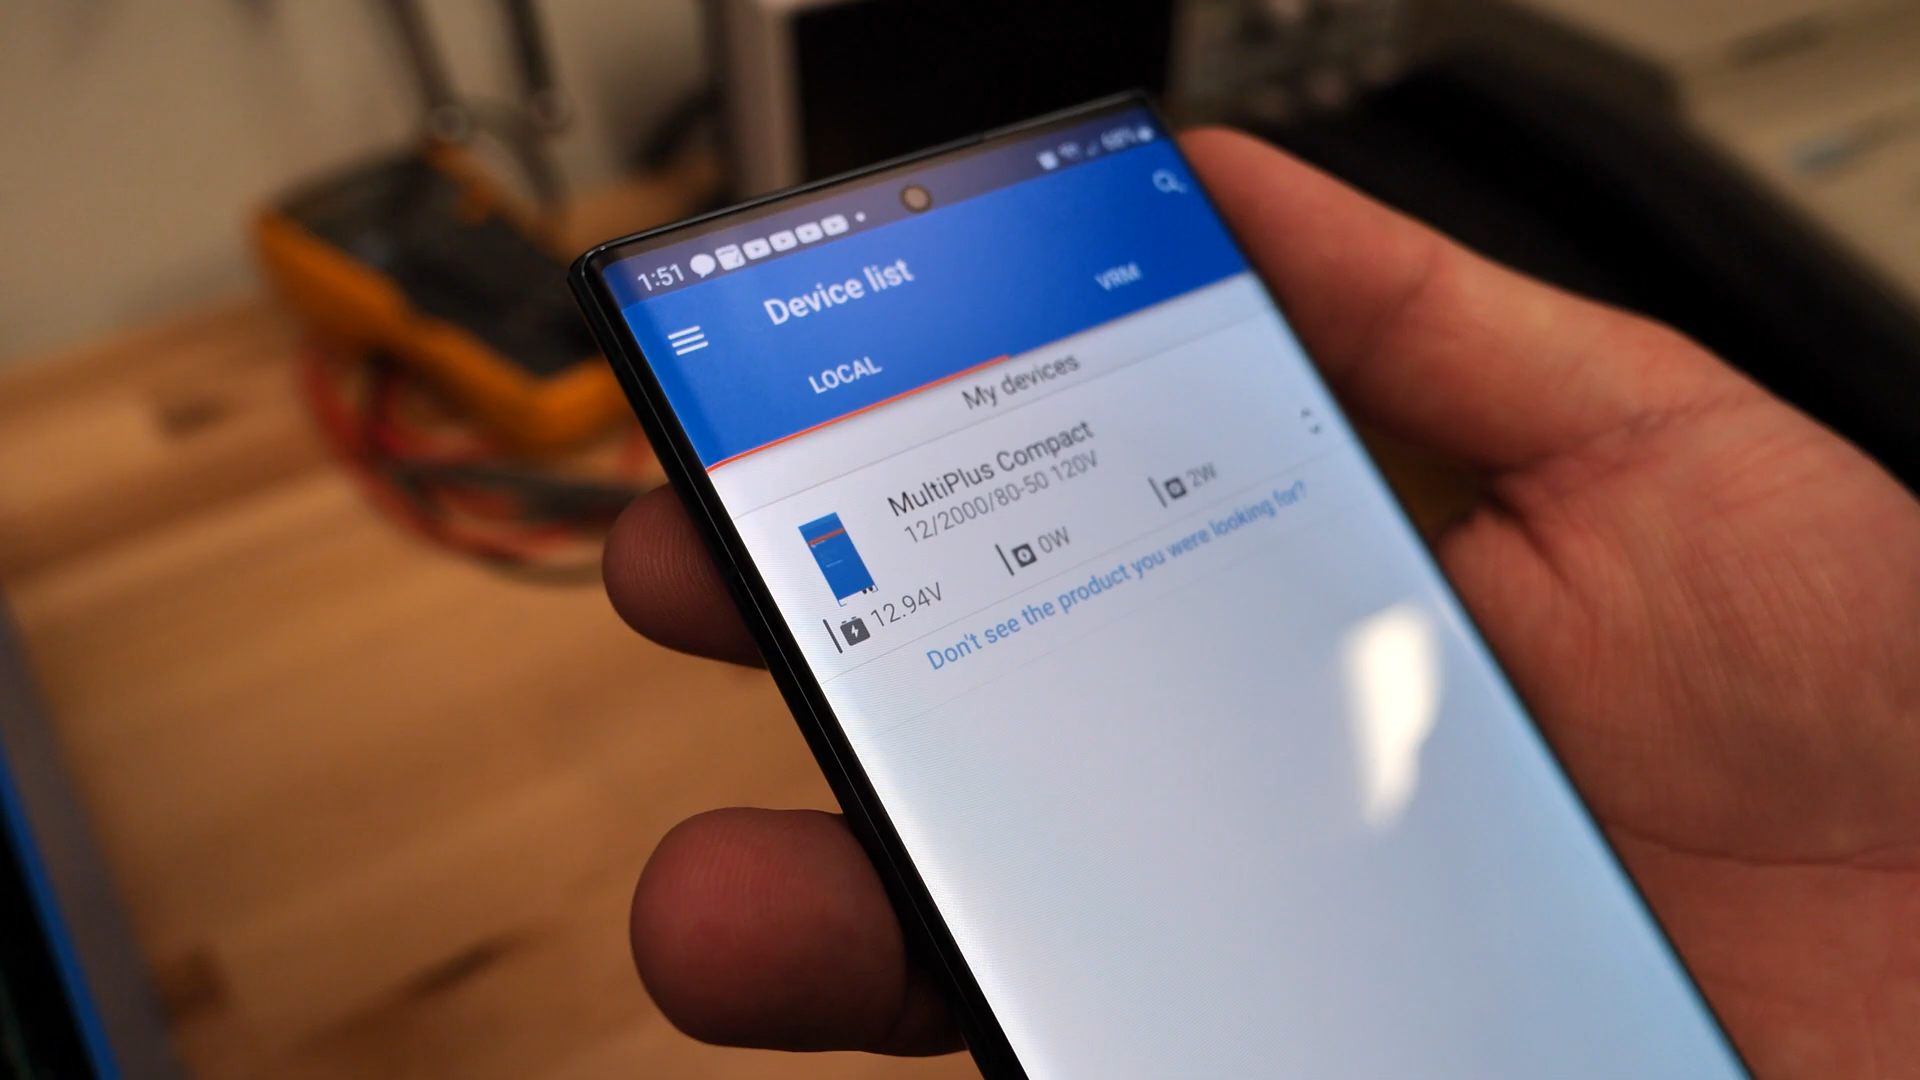 1:51
Device list
LOCAL
VRM
My devices
MultiPlus Compact
12/2000/80-50 120V
12.94V
0W
2W
Don't see the product you were looking for?